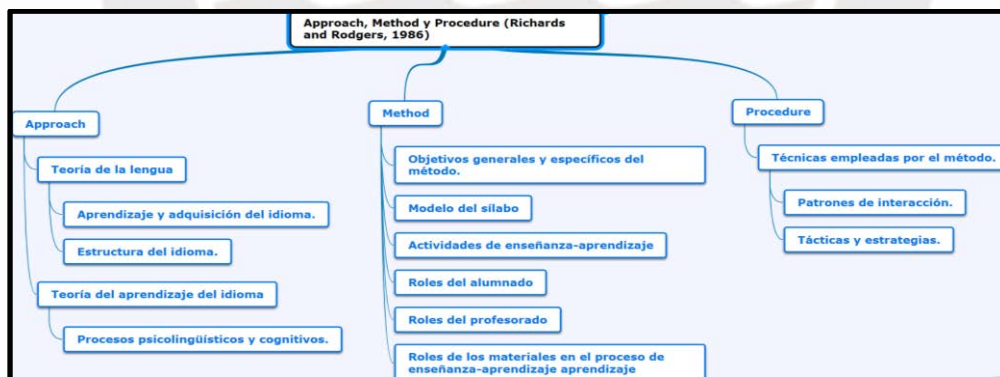 Approach, Method y Procedure (Richards
and Rodgers, 1986)
Approach
Teoría de la lengua
Aprendizaje y adquisición del idioma.
Estructura del idioma.
Teoría del aprendizaje del idioma
Procesos psicolingüísticos y cognitivos.
Method
Objetivos generales y específicos del
método.
Modelo del sílabo
Actividades de enseñanza-aprendizaje
Roles del alumnado
Roles del profesorado
Roles de los materiales en el proceso de
enseñanza-aprendizaje aprendizaje
Procedure
Técnicas empleadas por el método.
Patrones de interacción.
Tácticas y estrategias.